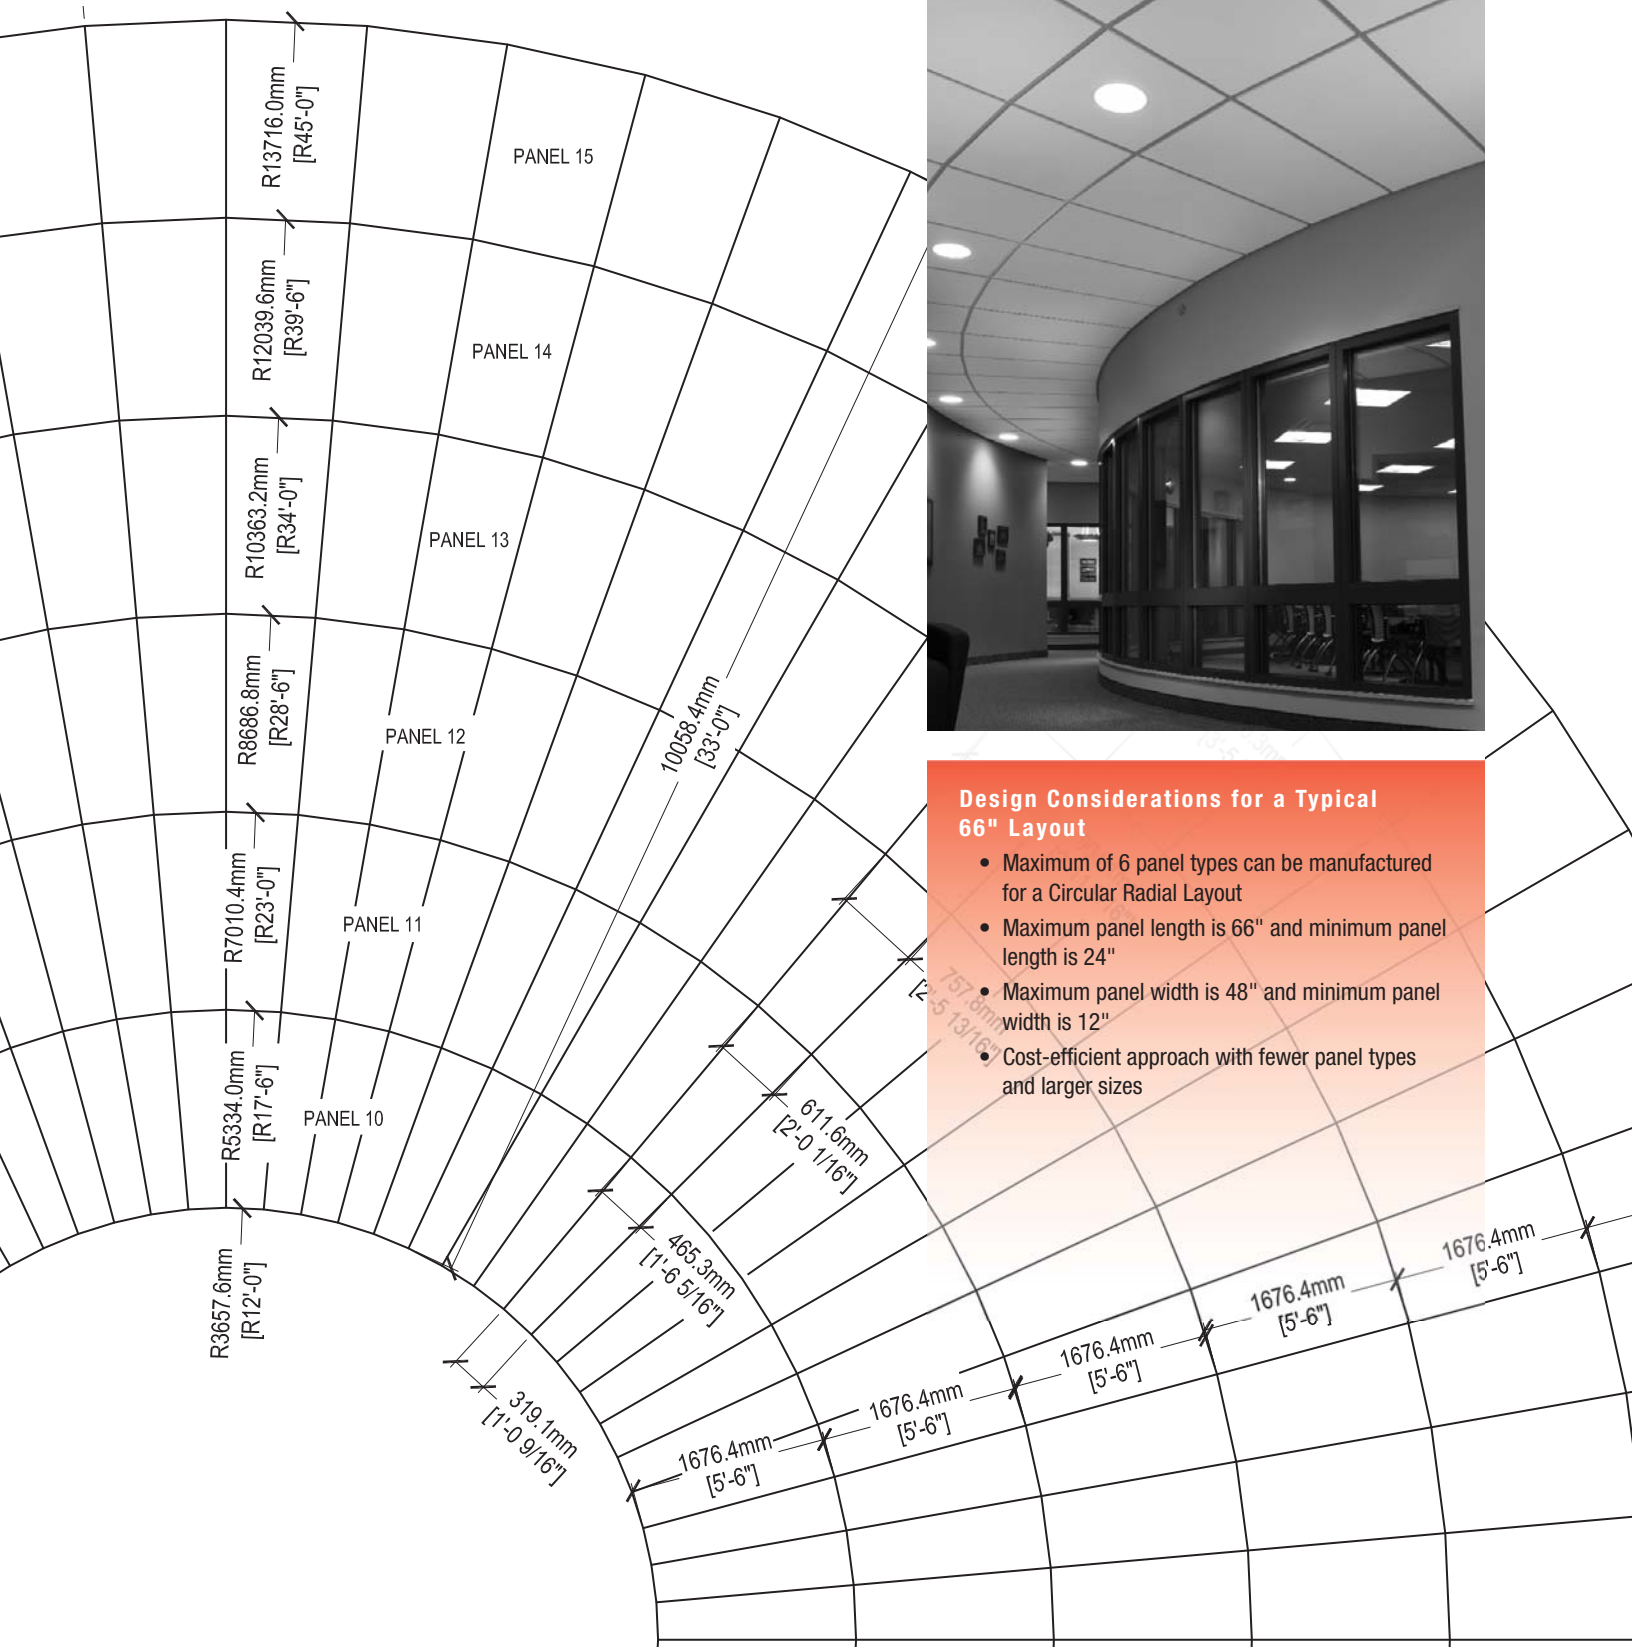 R13716.0mm
[R45'-0"]
PANEL 15
R12039.6mm
[R39'-6"]
PANEL 14
R10363.2mm
[R34'-0"]
PANEL 13
R8686.8mm
[R28'-6"]
PANEL 12
10058.4mm
[33'-0"]
R7010.4mm
[R23'-0"]
PANEL 11
R5334.0mm
[R17'-6"]
PANEL 10
R3657.6mm
[R12'-0"]
Design Considerations for a Typical
66" Layout
• Maximum of 6 panel types can be manufactured
for a Circular Radial Layout
• Maximum panel length is 66" and minimum panel
length is 24"
• Maximum panel width is 48" and minimum panel
width is 12"
• Cost-efficient approach with fewer panel types
and larger sizes
757.8mm
[2'-5 13/16"]
611.6mm
[2'-0 1/16"]
465.3mm
[1'-6 5/16"]
319.1mm
[1'-0 9/16"]
1676.4mm
[5'-6"]
1676.4mm
[5'-6"]
1676.4mm
[5'-6"]
1676.4mm
[5'-6"]
1676.4mm
[5'-6"]